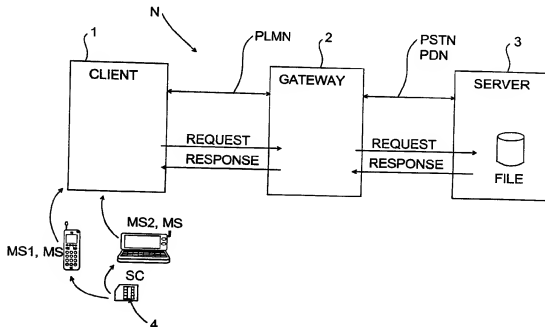 N
1
PLMN
2
PSTN
PDN
3
CLIENT
GATEWAY
SERVER
REQUEST
REQUEST
RESPONSE
RESPONSE
FILE
MS1, MS
MS2, MS
SC
4